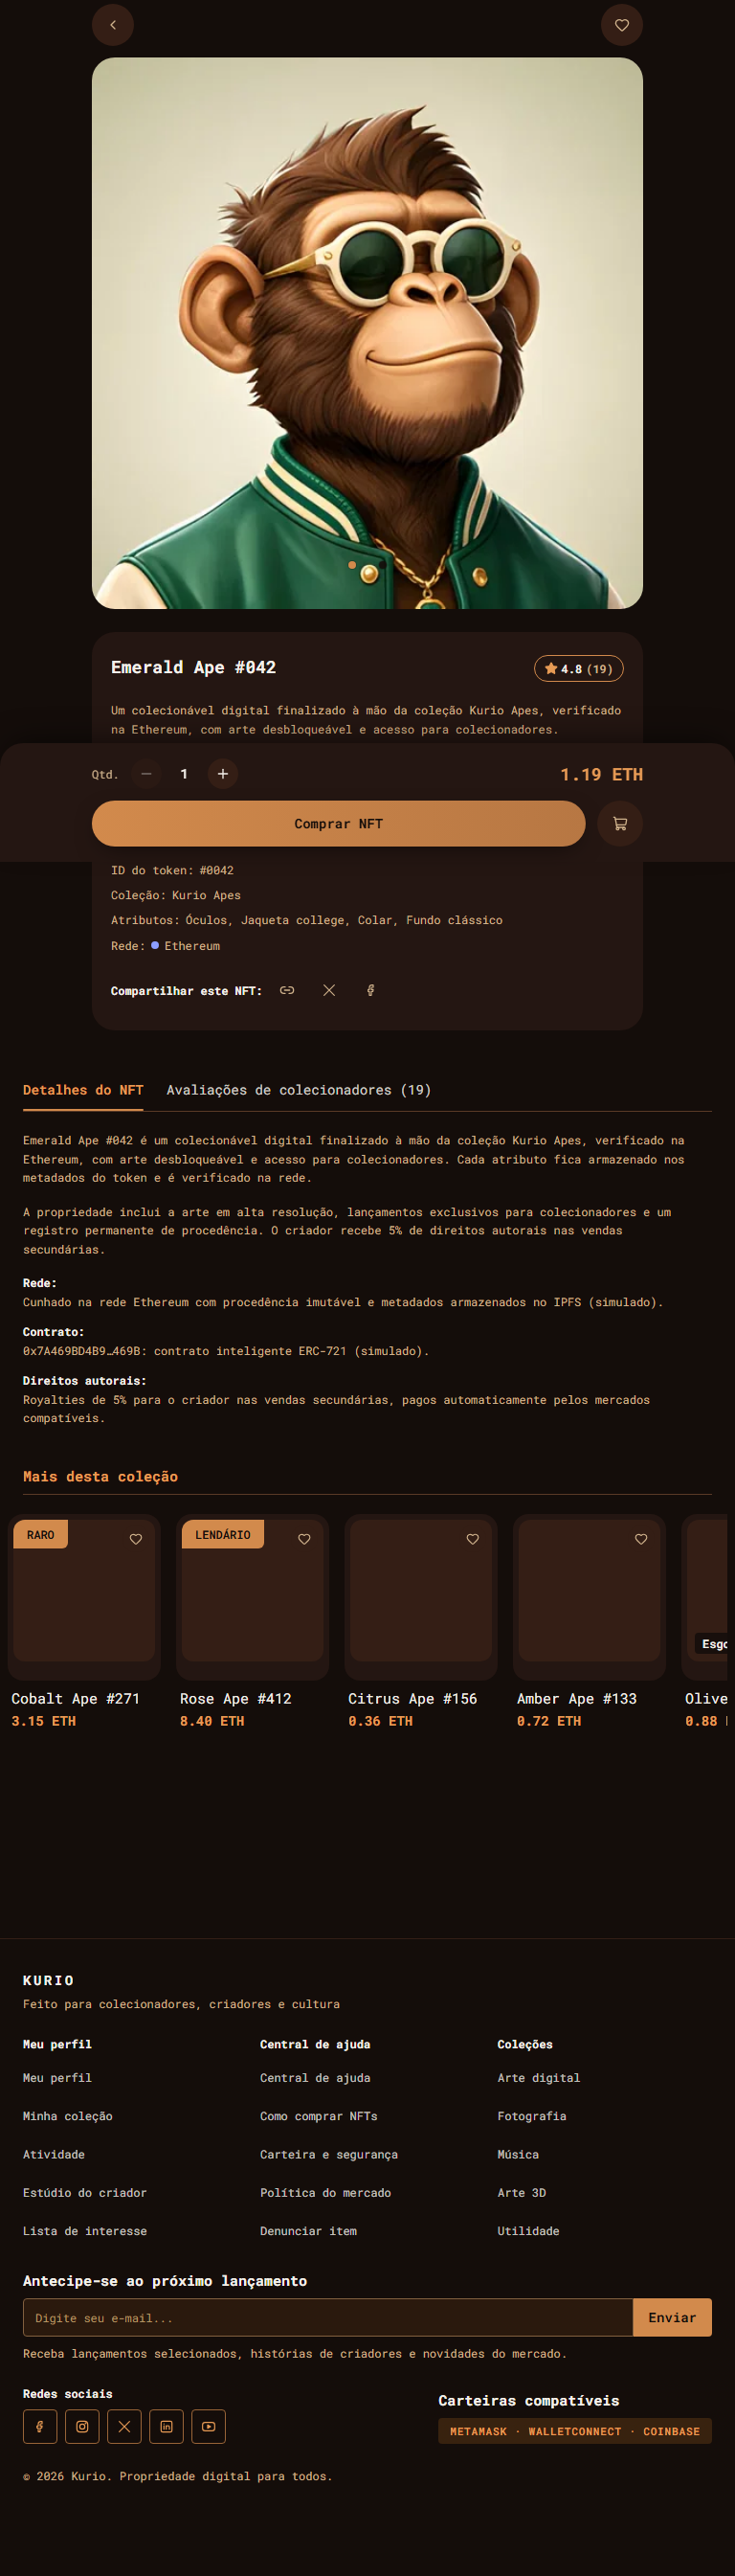 Emerald Ape #042
4.8 (19)
Um colecionável digital finalizado à mão da coleção Kurio Apes, verificado
na Ethereum, com arte desbloqueável e acesso para colecionadores.
Qtd.
1
1.19 ETH
Comprar NFT
ID do token: #0042
Coleção: Kurio Apes
Atributos: Óculos, Jaqueta college, Colar, Fundo clássico
Rede: Ethereum
Compartilhar este NFT:
Detalhes do NFT
Avaliações de colecionadores (19)
Emerald Ape #042 é um colecionável digital finalizado à mão da coleção Kurio Apes, verificado na
Ethereum, com arte desbloqueável e acesso para colecionadores. Cada atributo fica armazenado nos
metadados do token e é verificado na rede.
A propriedade inclui a arte em alta resolução, lançamentos exclusivos para colecionadores e um
registro permanente de procedência. O criador recebe 5% de direitos autorais nas vendas
secundárias.
Rede:
Cunhado na rede Ethereum com procedência imutável e metadados armazenados no IPFS (simulado).
Contrato:
0x7A469BD4B9…469B: contrato inteligente ERC-721 (simulado).
Direitos autorais:
Royalties de 5% para o criador nas vendas secundárias, pagos automaticamente pelos mercados
compatíveis.
Mais desta coleção
RARO
LENDÁRIO
Esgo
Cobalt Ape #271
3.15 ETH
Rose Ape #412
8.40 ETH
Citrus Ape #156
0.36 ETH
Amber Ape #133
0.72 ETH
Olive
0.88
KURIO
Feito para colecionadores, criadores e cultura
Meu perfil
Meu perfil
Minha coleção
Atividade
Estúdio do criador
Lista de interesse
Central de ajuda
Central de ajuda
Como comprar NFTs
Carteira e segurança
Política do mercado
Denunciar item
Coleções
Arte digital
Fotografia
Música
Arte 3D
Utilidade
Antecipe-se ao próximo lançamento
Digite seu e-mail...
Enviar
Receba lançamentos selecionados, histórias de criadores e novidades do mercado.
Redes sociais
Carteiras compatíveis
METAMASK · WALLETCONNECT · COINBASE
© 2026 Kurio. Propriedade digital para todos.